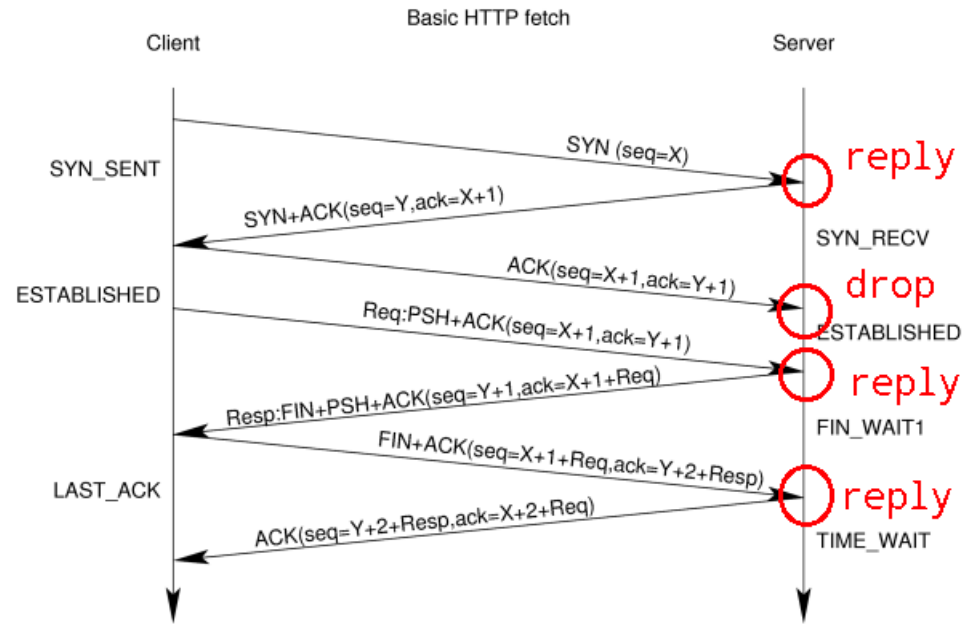 Basic HTTP fetch
Client
Server
SYN (seq=X)
reply
SYN_SENT
SYN+ACK(seq=Y,ack=X+1)
SYN_RECV
ACK(seq=X+1,ack=Y+1)
drop
ESTABLISHED
Req:PSH+ACK(seq=X+1,ack=Y+1)
ESTABLISHED
Resp:FIN+PSH+ACK(seq=Y+1,ack=X+1+Req)
reply
FIN_WAIT1
FIN+ACK(seq=X+1+Req,ack=Y+2+Resp)
LAST_ACK
reply
ACK(seq=Y+2+Resp,ack=X+2+Req)
TIME_WAIT